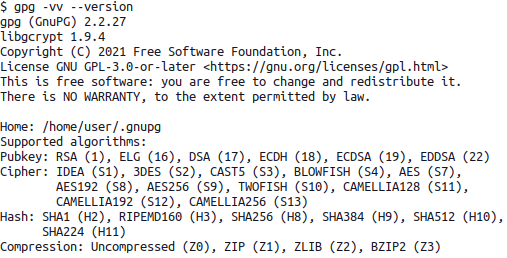 $ gpg -vv --version
gpg (GnuPG) 2.2.27
libgcrypt 1.9.4
Copyright (C) 2021 Free Software Foundation, Inc.
License GNU GPL-3.0-or-later <https://gnu.org/licenses/gpl.html>
This is free software: you are free to change and redistribute it.
There is NO WARRANTY, to the extent permitted by law.

Home: /home/user/.gnupg
Supported algorithms:
Pubkey: RSA (1), ELG (16), DSA (17), ECDH (18), ECDSA (19), EDDSA (22)
Cipher: IDEA (S1), 3DES (S2), CAST5 (S3), BLOWFISH (S4), AES (S7),
        AES192 (S8), AES256 (S9), TWOFISH (S10), CAMELLIA128 (S11),
        CAMELLIA192 (S12), CAMELLIA256 (S13)
Hash: SHA1 (H2), RIPEMD160 (H3), SHA256 (H8), SHA384 (H9), SHA512 (H10),
      SHA224 (H11)
Compression: Uncompressed (Z0), ZIP (Z1), ZLIB (Z2), BZIP2 (Z3)